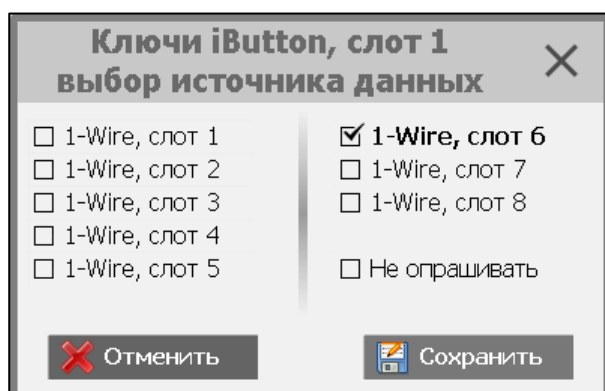 Ключи iButton, слот 1
выбор источника данных
1-Wire, слот 1
1-Wire, слот 2
1-Wire, слот 3
1-Wire, слот 4
1-Wire, слот 5
1-Wire, слот 6
1-Wire, слот 7
1-Wire, слот 8
Не опрашивать
Отменить
Сохранить